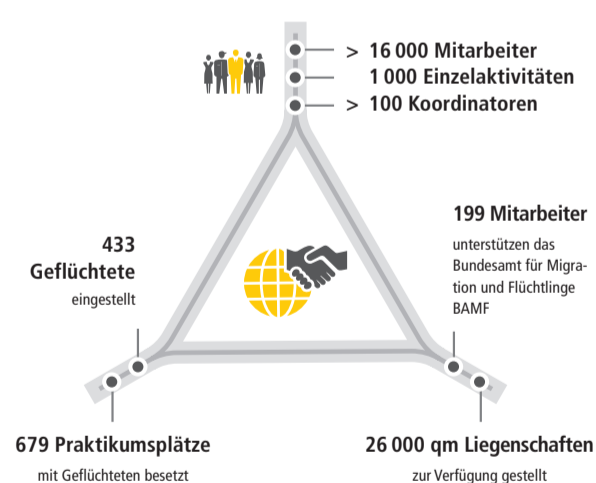 > 16 000 Mitarbeiter
1 000 Einzelaktivitäten
> 100 Koordinatoren
433
Geflüchtete
eingestellt
199 Mitarbeiter
unterstützen das
Bundesamt für Migra-
tion und Flüchtlinge
BAMF
679 Praktikumsplätze
mit Geflüchteten besetzt
26 000 qm Liegenschaften
zur Verfügung gestellt